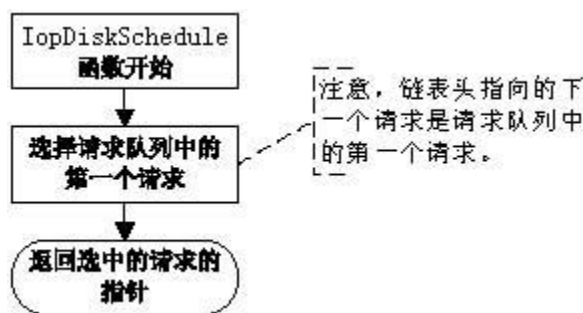 IopDiskSchedule
函数开始
选择请求队列中的
第一个请求
返回选中的请求的
指针
注意，链表头指向的下
一个请求是请求队列中
的第一个请求。